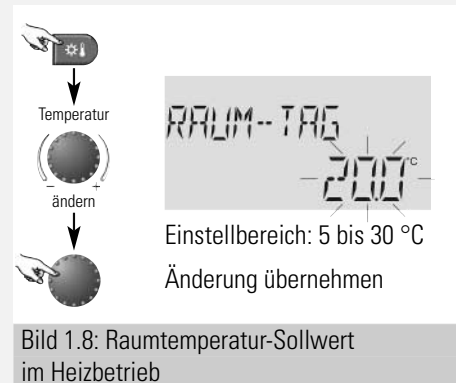 Temperatur
− +
ändern
RAUM-TAG
20.0 °C
Einstellbereich: 5 bis 30 °C
Änderung übernehmen
Bild 1.8: Raumtemperatur-Sollwert
im Heizbetrieb